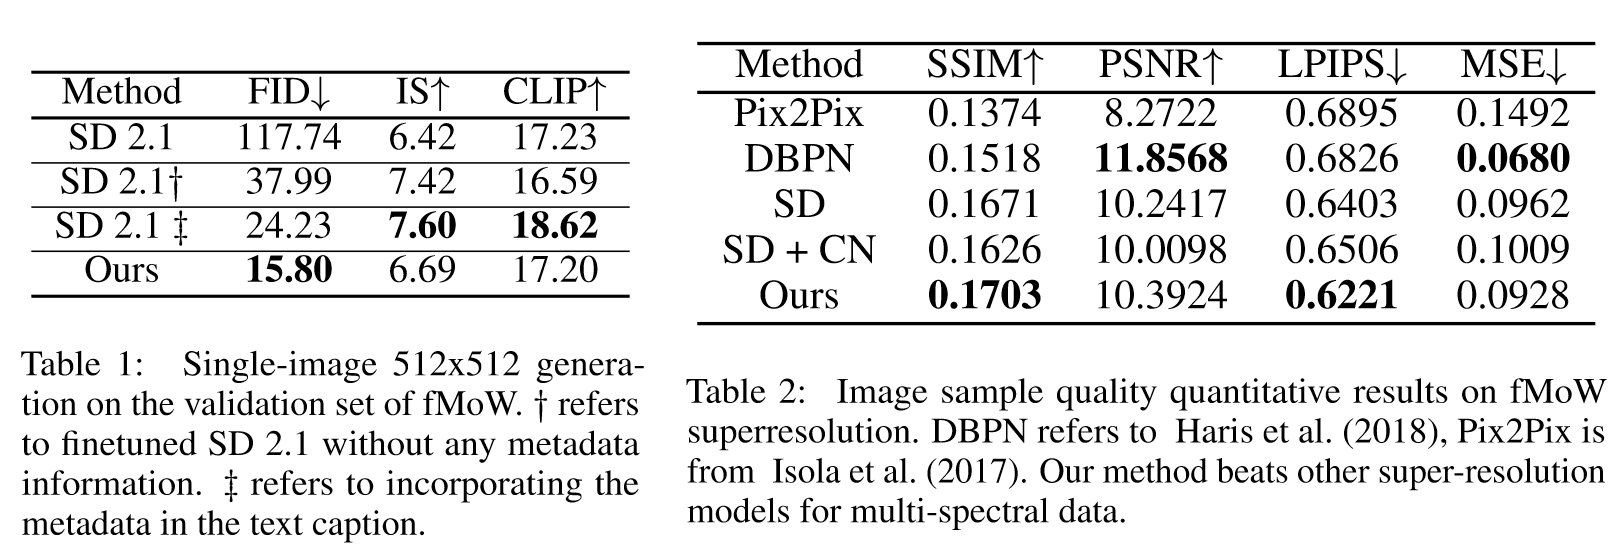 Method FID↓ IS↑ CLIP↑
SD 2.1 117.74 6.42 17.23
SD 2.1† 37.99 7.42 16.59
SD 2.1 ‡ 24.23 7.60 18.62
Ours 15.80 6.69 17.20
Table 1: Single-image 512x512 genera-
tion on the validation set of fMoW. † refers
to finetuned SD 2.1 without any metadata
information. ‡ refers to incorporating the
metadata in the text caption.
Method SSIM↑ PSNR↑ LPIPS↓ MSE↓
Pix2Pix 0.1374 8.2722 0.6895 0.1492
DBPN 0.1518 11.8568 0.6826 0.0680
SD 0.1671 10.2417 0.6403 0.0962
SD + CN 0.1626 10.0098 0.6506 0.1009
Ours 0.1703 10.3924 0.6221 0.0928
Table 2: Image sample quality quantitative results on fMoW
superresolution. DBPN refers to Haris et al. (2018), Pix2Pix is
from Isola et al. (2017). Our method beats other super-resolution
models for multi-spectral data.